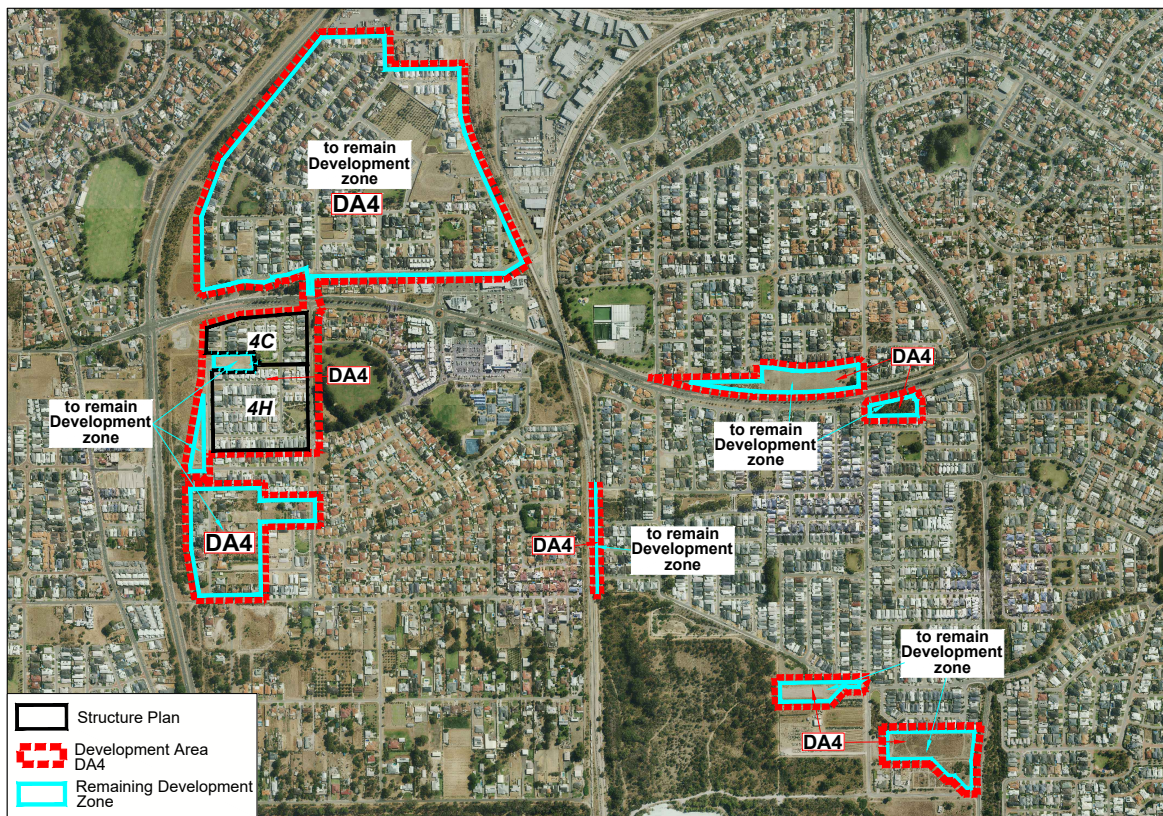 to remain
Development
zone
DA4
4C
DA4
4H
to remain
Development
zone
DA4
DA4
to remain
Development
zone
DA4
to remain
Development
zone
to remain
Development
zone
DA4
Structure Plan
Development Area
DA4
Remaining Development
Zone